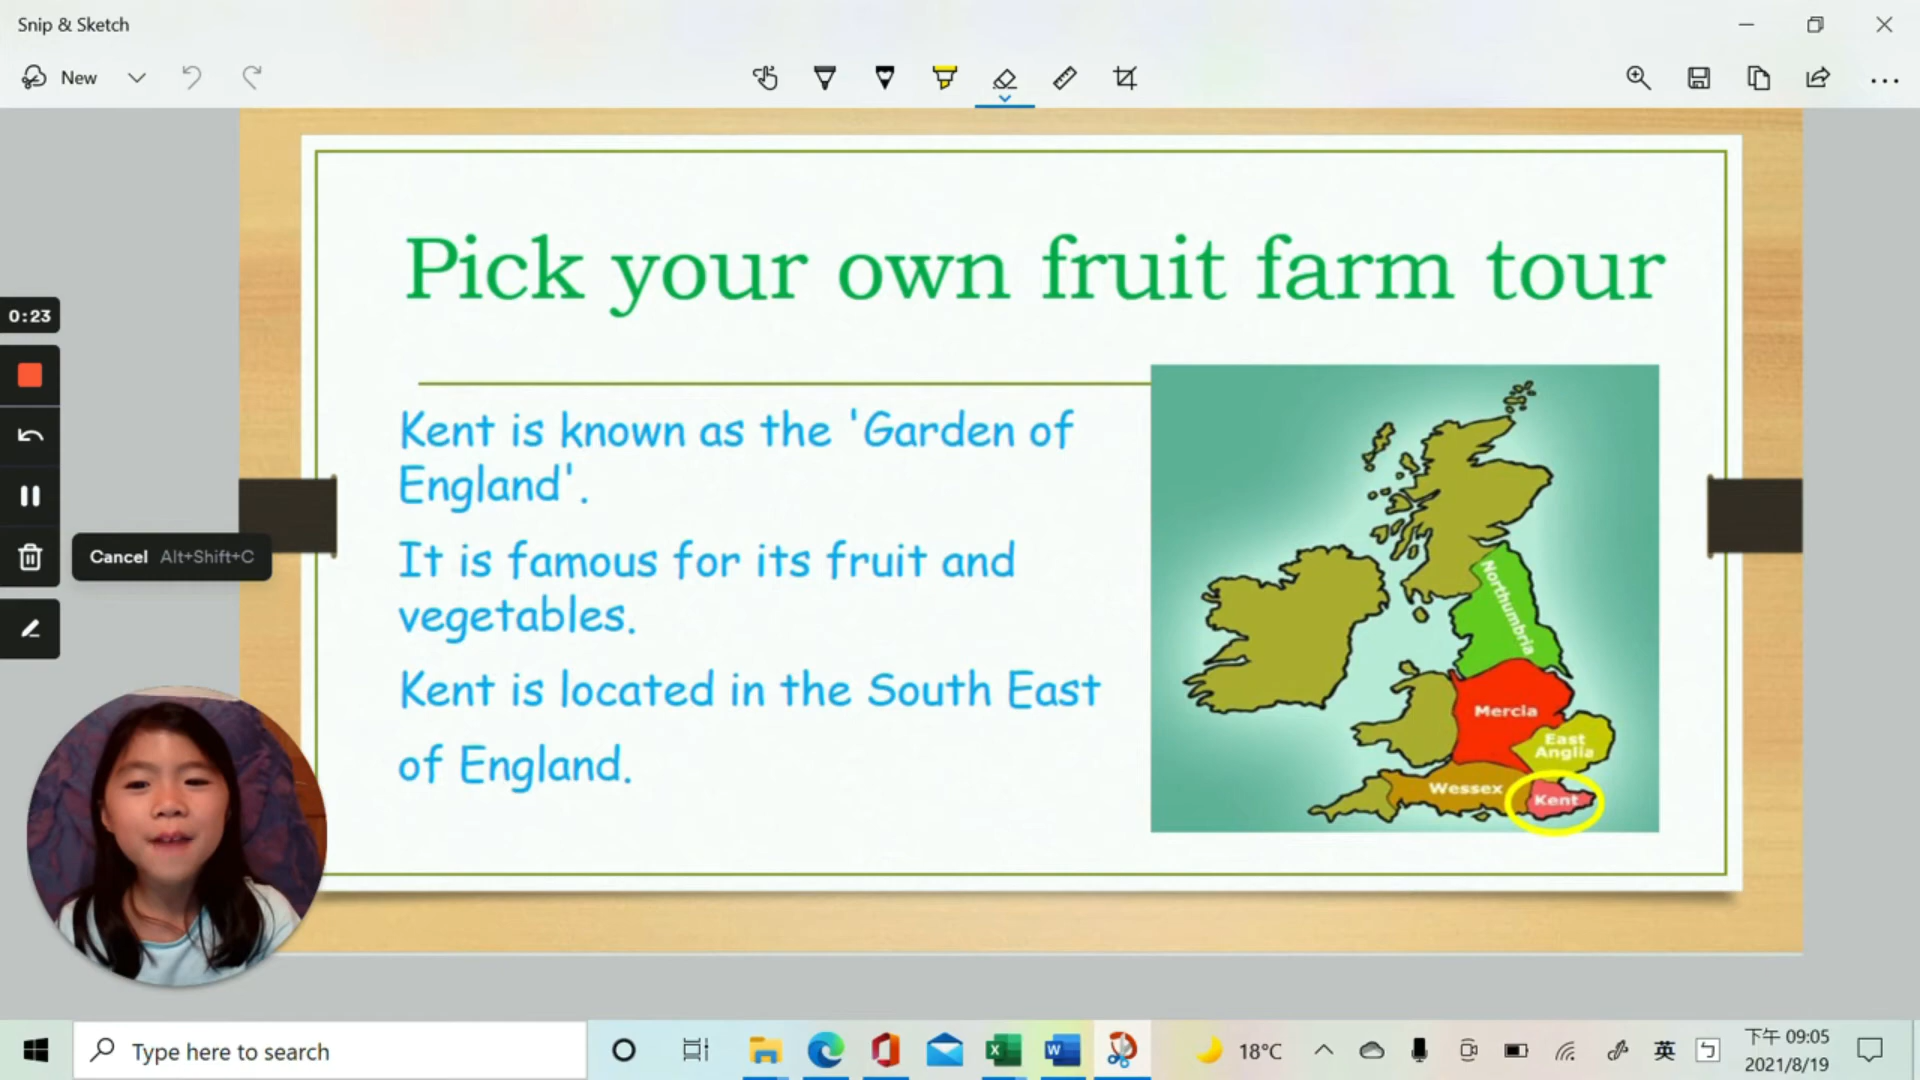 Snip & Sketch
New
Pick your own fruit farm tour
0:23
Kent is known as the 'Garden of
England'.
Cancel Alt+Shift+C
It is famous for its fruit and
vegetables.
Kent is located in the South East
of England.
Northumbria
Mercia
East
Anglia
Wessex
Kent
Type here to search
18°C
英
ㄅ
下午 09:05
2021/8/19